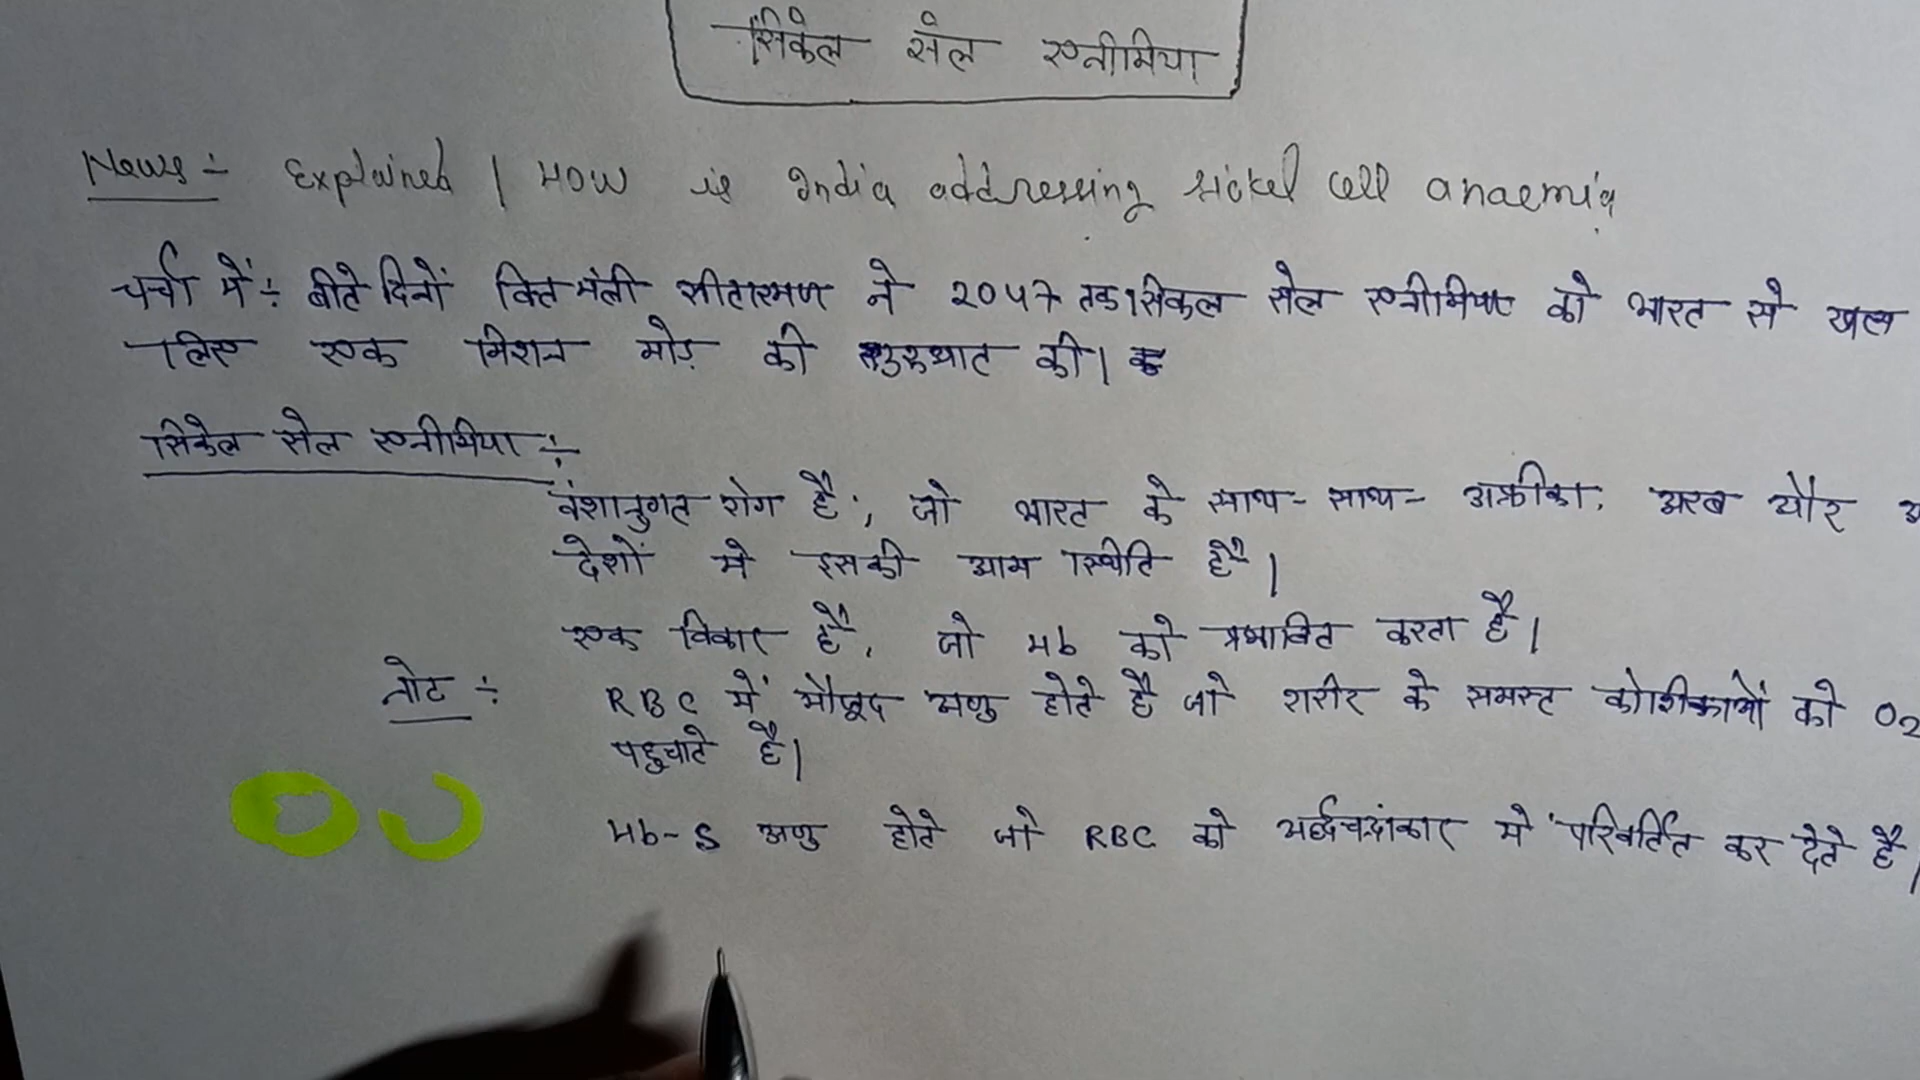 सिकेल सेल एनीमिया
News :- Explained | HOW is India addressing sickel cell anaemia
चर्चा में :- बीते दिनों वित्त मंत्री सीतारमण ने 2047 तक सिकल सेल एनीमिया को भारत से खत्म
लिए एक मिशन मोड़ की शुरुआत की।
सिकेल सेल एनीमिया :-
वंशानुगत रोग है, जो भारत के साथ-साथ- अफ्रीका, अरब और
देशों मे इसकी आम स्थिति है।
एक विकार है, जो Hb को प्रभावित करता है।
नोट :- RBC में मौजूद अणु होते है जो शरीर के समस्त कोशिकाओं को O2
पहुचाते है।
Hb-S अणु होते जो RBC को अर्द्धचंद्राकार मे परिवर्तित कर देते है।